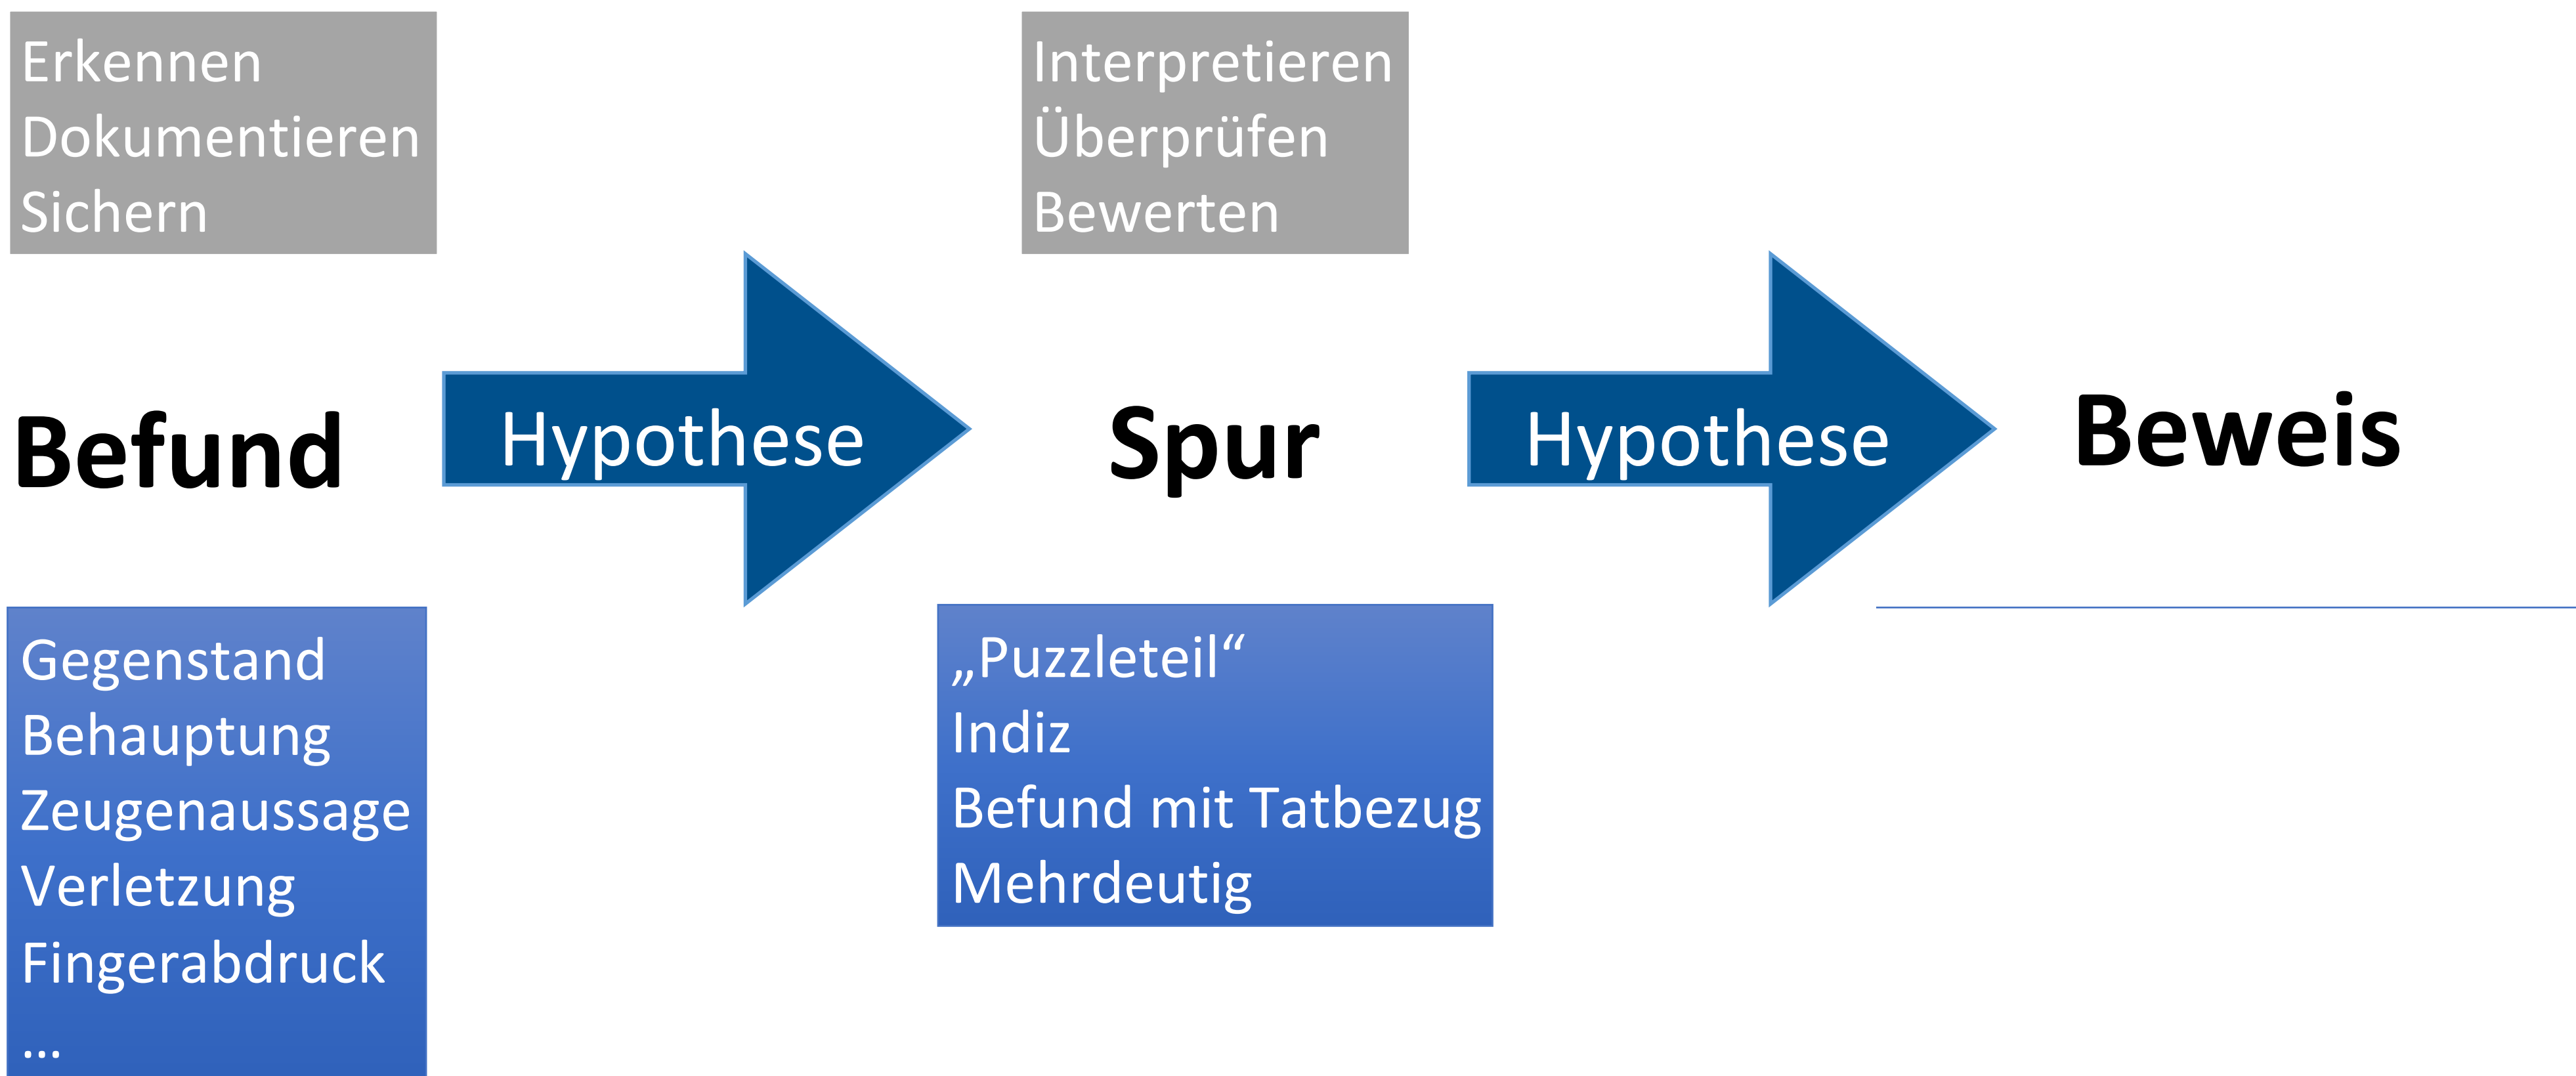 Erkennen
Dokumentieren
Sichern
Interpretieren
Überprüfen
Bewerten
Befund
Hypothese
Spur
Hypothese
Beweis
Gegenstand
Behauptung
Zeugenaussage
Verletzung
Fingerabdruck
...
„Puzzleteil“
Indiz
Befund mit Tatbezug
Mehrdeutig